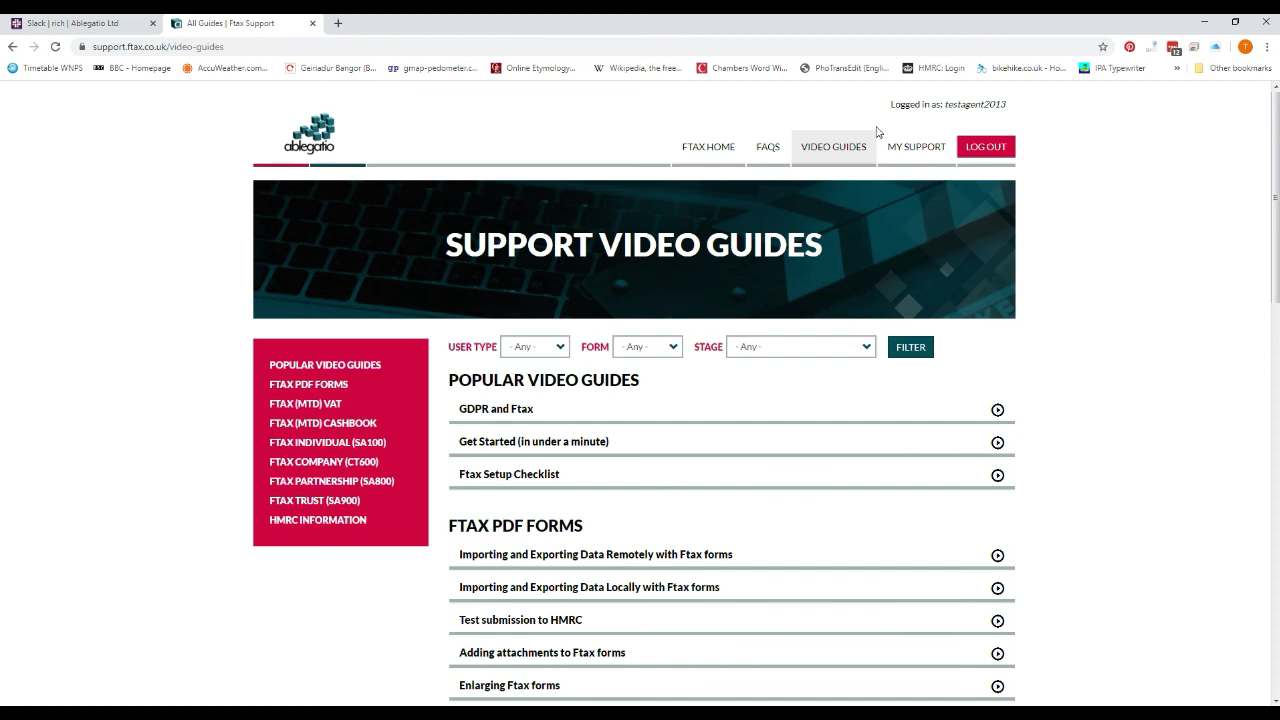 Slack | rich | Ablegatio Ltd
All Guides | Ftax Support
support.ftax.co.uk/video-guides
12
T
Timetable WNPS
BBC - Homepage
AccuWeather.com...
Geiriadur Bangor (B...
gp gmap-pedometer.c...
Online Etymology...
W Wikipedia, the free...
Chambers Word Wi...
PhoTransEdit (Engli...
HMRC: Login
bikehike.co.uk - Ho...
IPA Typewriter
»
Other bookmarks
Logged in as: testagent2013
ablegatio
FTAX HOME
FAQS
VIDEO GUIDES
MY SUPPORT
LOG OUT
SUPPORT VIDEO GUIDES
USER TYPE - Any - FORM - Any - STAGE - Any - FILTER
POPULAR VIDEO GUIDES
FTAX PDF FORMS
FTAX (MTD) VAT
FTAX (MTD) CASHBOOK
FTAX INDIVIDUAL (SA100)
FTAX COMPANY (CT600)
FTAX PARTNERSHIP (SA800)
FTAX TRUST (SA900)
HMRC INFORMATION
POPULAR VIDEO GUIDES
GDPR and Ftax
Get Started (in under a minute)
Ftax Setup Checklist
FTAX PDF FORMS
Importing and Exporting Data Remotely with Ftax forms
Importing and Exporting Data Locally with Ftax forms
Test submission to HMRC
Adding attachments to Ftax forms
Enlarging Ftax forms